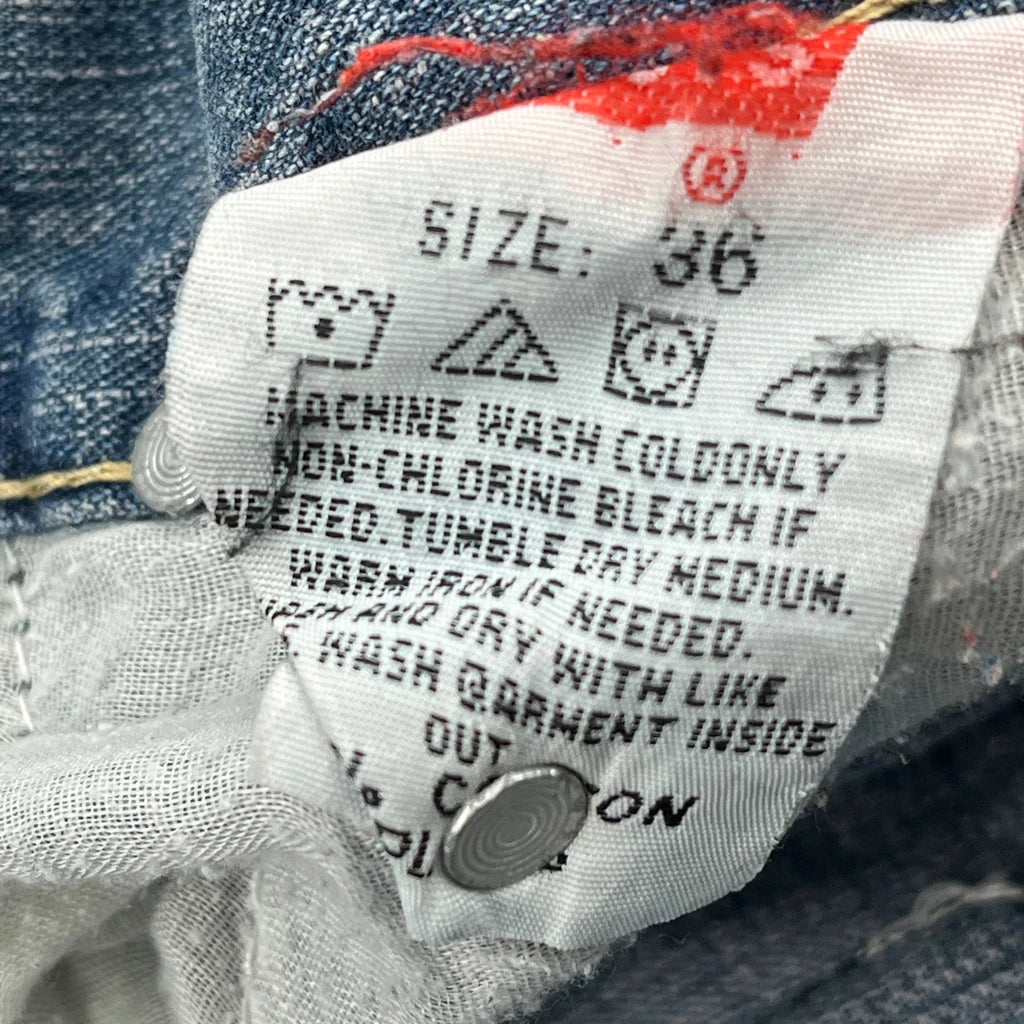 ®
SIZE: 36
MACHINE WASH COLDONLY
NON-CHLORINE BLEACH IF
NEEDED.TUMBLE DRY MEDIUM.
WARM IRON IF NEEDED.
AND DRY WITH LIKE
WASH GARMENT INSIDE
OUT